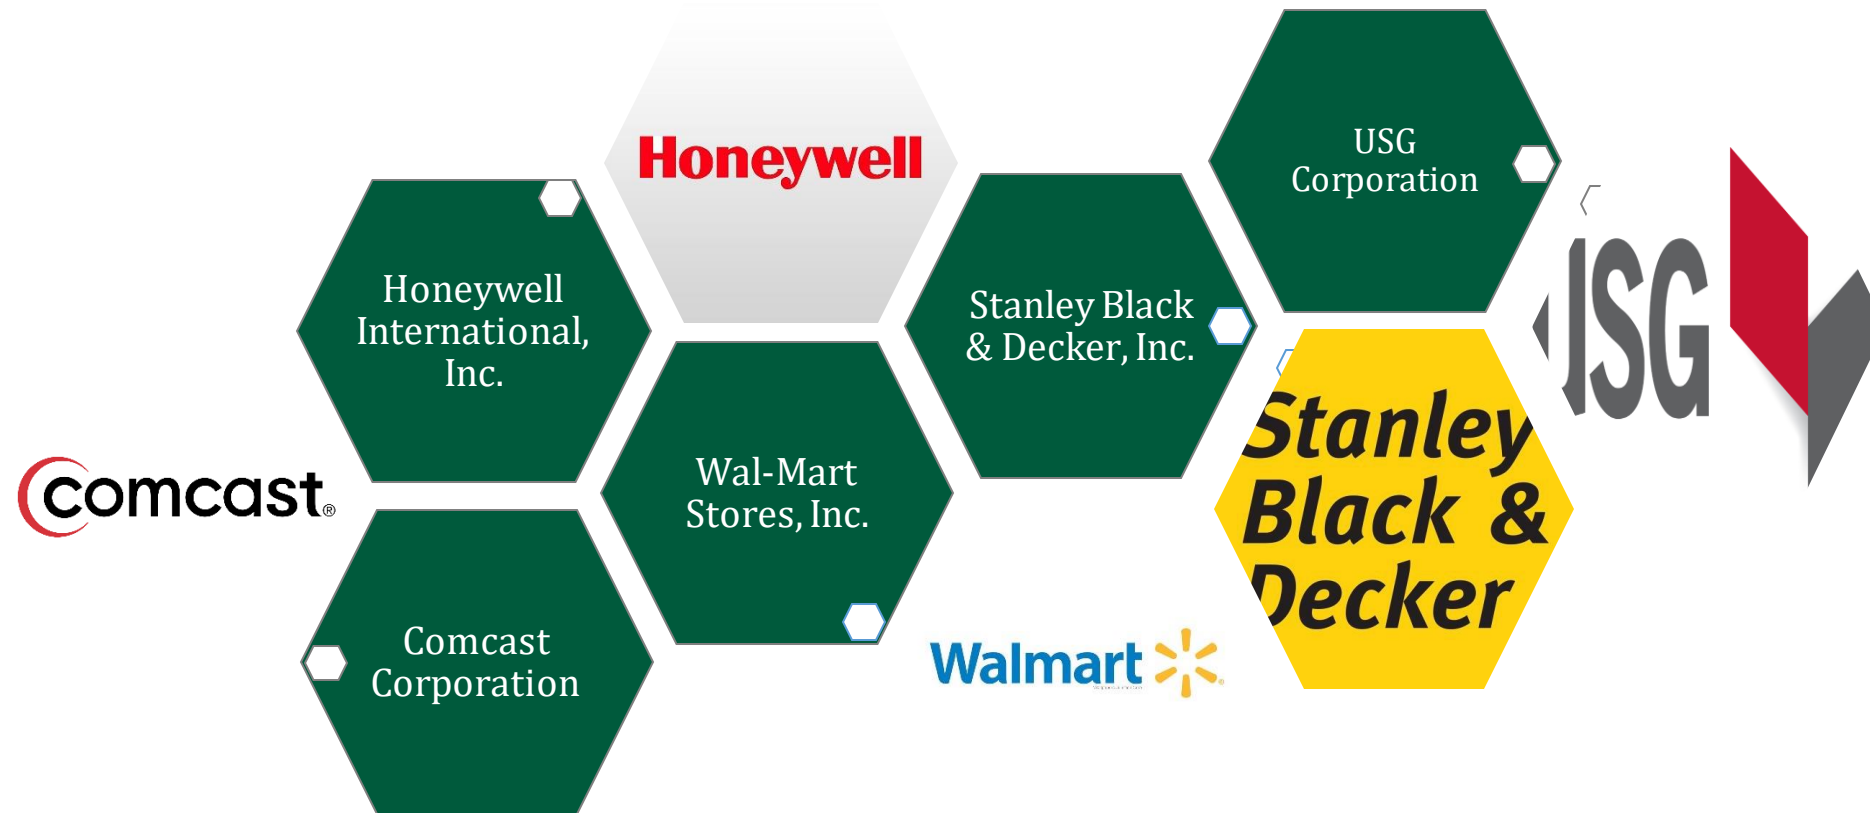 USG
Corporation
Honeywell
Honeywell
International,
Inc.
Stanley Black
& Decker, Inc.
USG
Stanley
Black &
Decker
comcast®
Wal-Mart
Stores, Inc.
Comcast
Corporation
Walmart